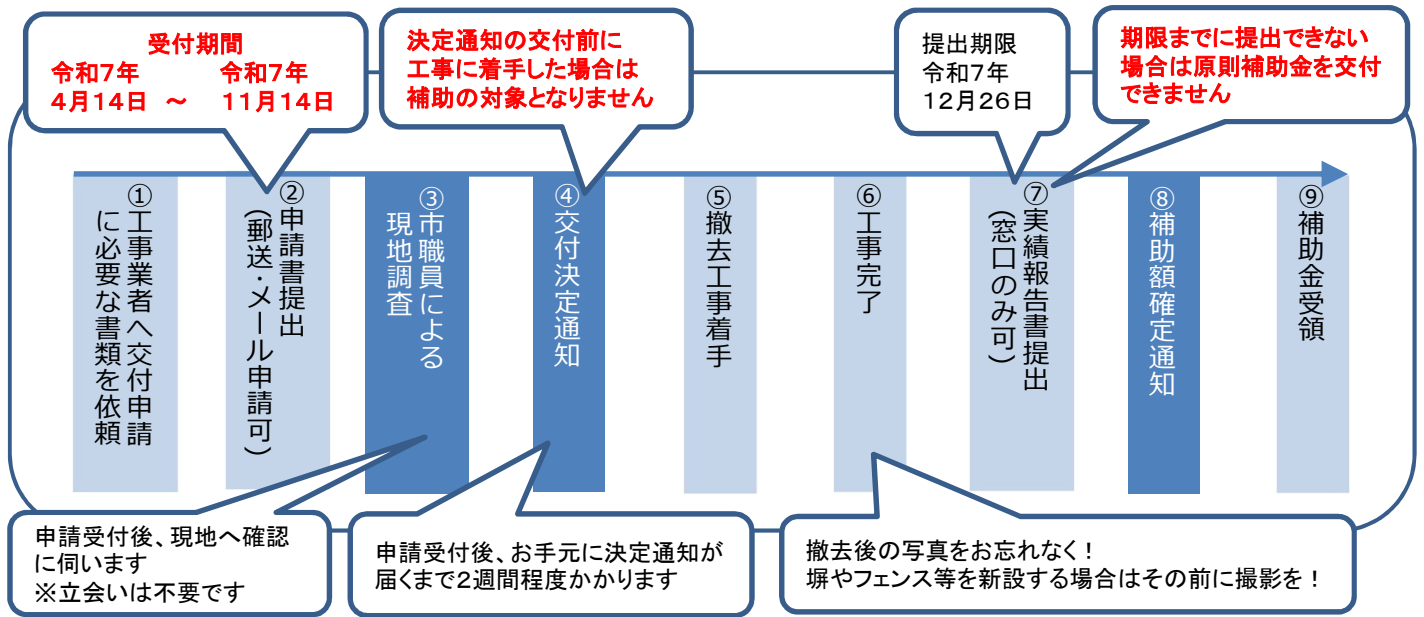 受付期間
令和7年　令和7年
4月14日　～　11月14日
決定通知の交付前に
工事に着手した場合は
補助の対象となりません
提出期限
令和7年
12月26日
期限までに提出できない
場合は原則補助金を交付
できません
①工事業者へ交付申請
に必要な書類を依頼
②申請書提出
(郵送・メール申請可)
③市職員による
現地調査
④交付決定通知
⑤撤去工事着手
⑥工事完了
⑦実績報告書提出
(窓口のみ可)
⑧補助額確定通知
⑨補助金受領
申請受付後、現地へ確認
に伺います
※立会いは不要です
申請受付後、お手元に決定通知が
届くまで2週間程度かかります
撤去後の写真をお忘れなく！
塀やフェンス等を新設する場合はその前に撮影を！